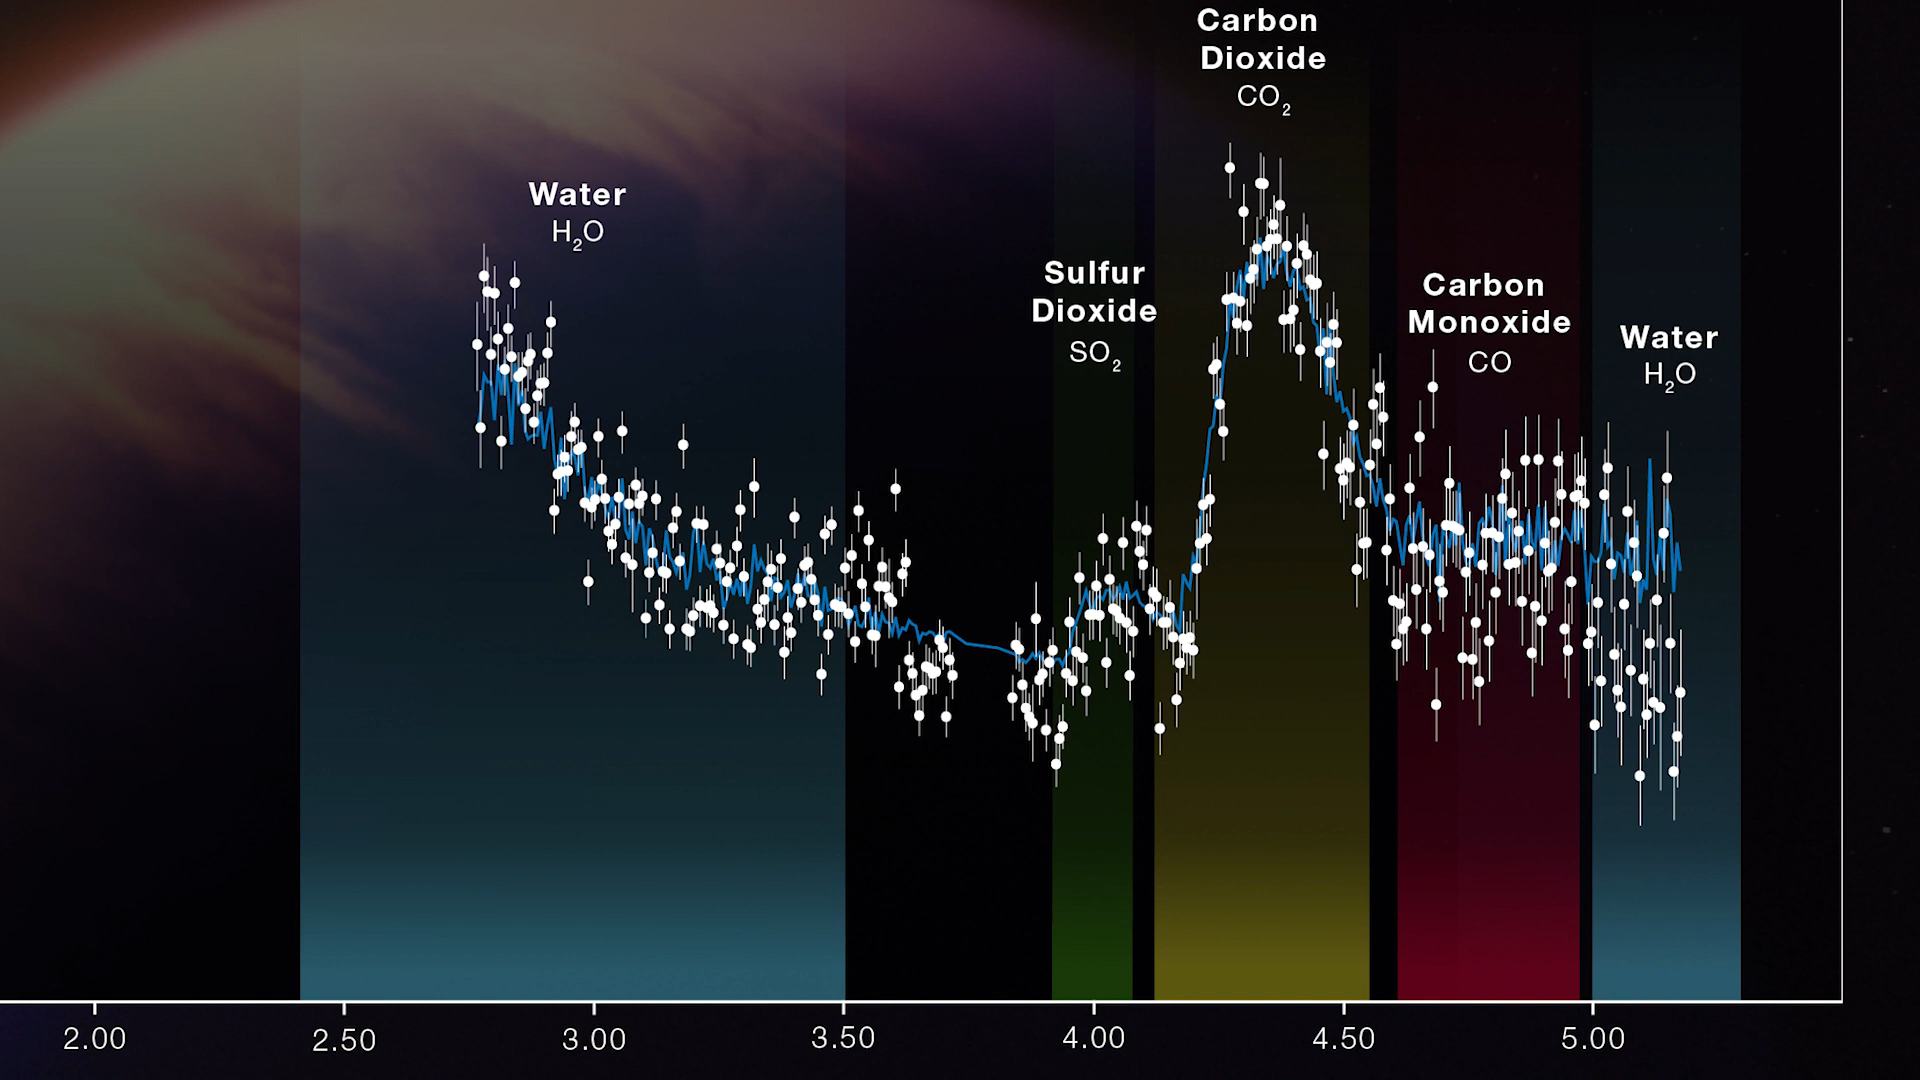 Carbon
Dioxide
CO₂
Water
H₂O
Sulfur
Dioxide
SO₂
Carbon
Monoxide
CO
Water
H₂O
2.00 2.50 3.00 3.50 4.00 4.50 5.00